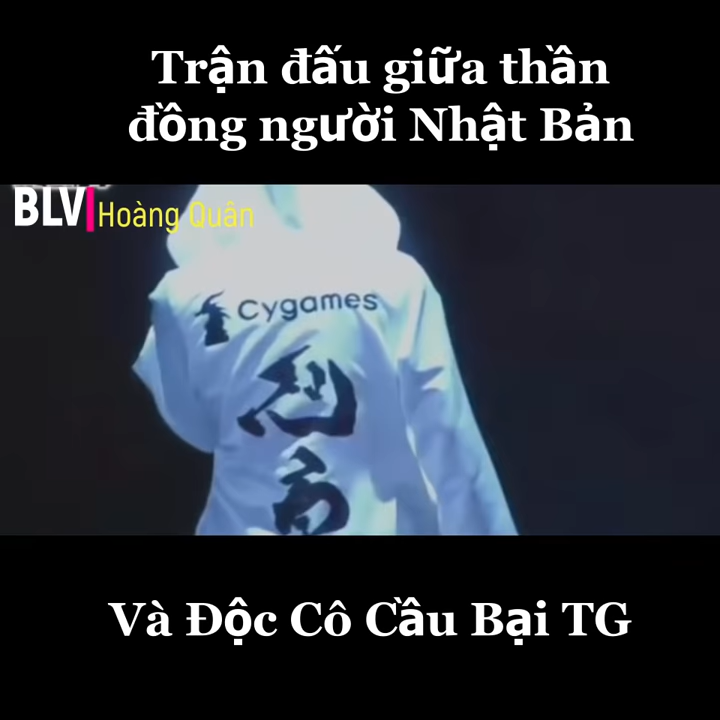 Trận đấu giữa thần
đồng người Nhật Bản
BLV Hoàng Quân
Cygames
Và Độc Cô Cầu Bại TG